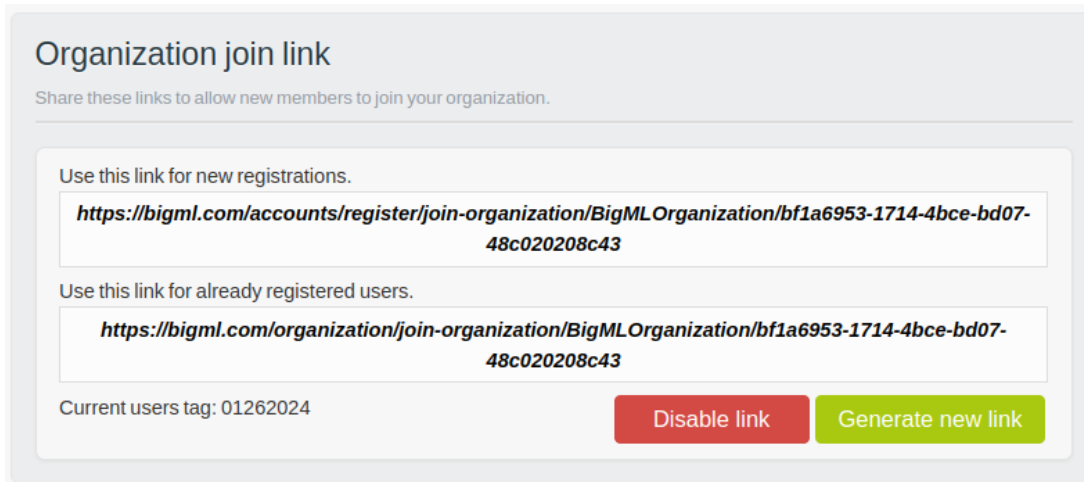 Organization join link
Share these links to allow new members to join your organization.
Use this link for new registrations.
https://bigml.com/accounts/register/join-organization/BigMLOrganization/bf1a6953-1714-4bce-bd07-
48c020208c43
Use this link for already registered users.
https://bigml.com/organization/join-organization/BigMLOrganization/bf1a6953-1714-4bce-bd07-
48c020208c43
Current users tag: 01262024
Disable link
Generate new link